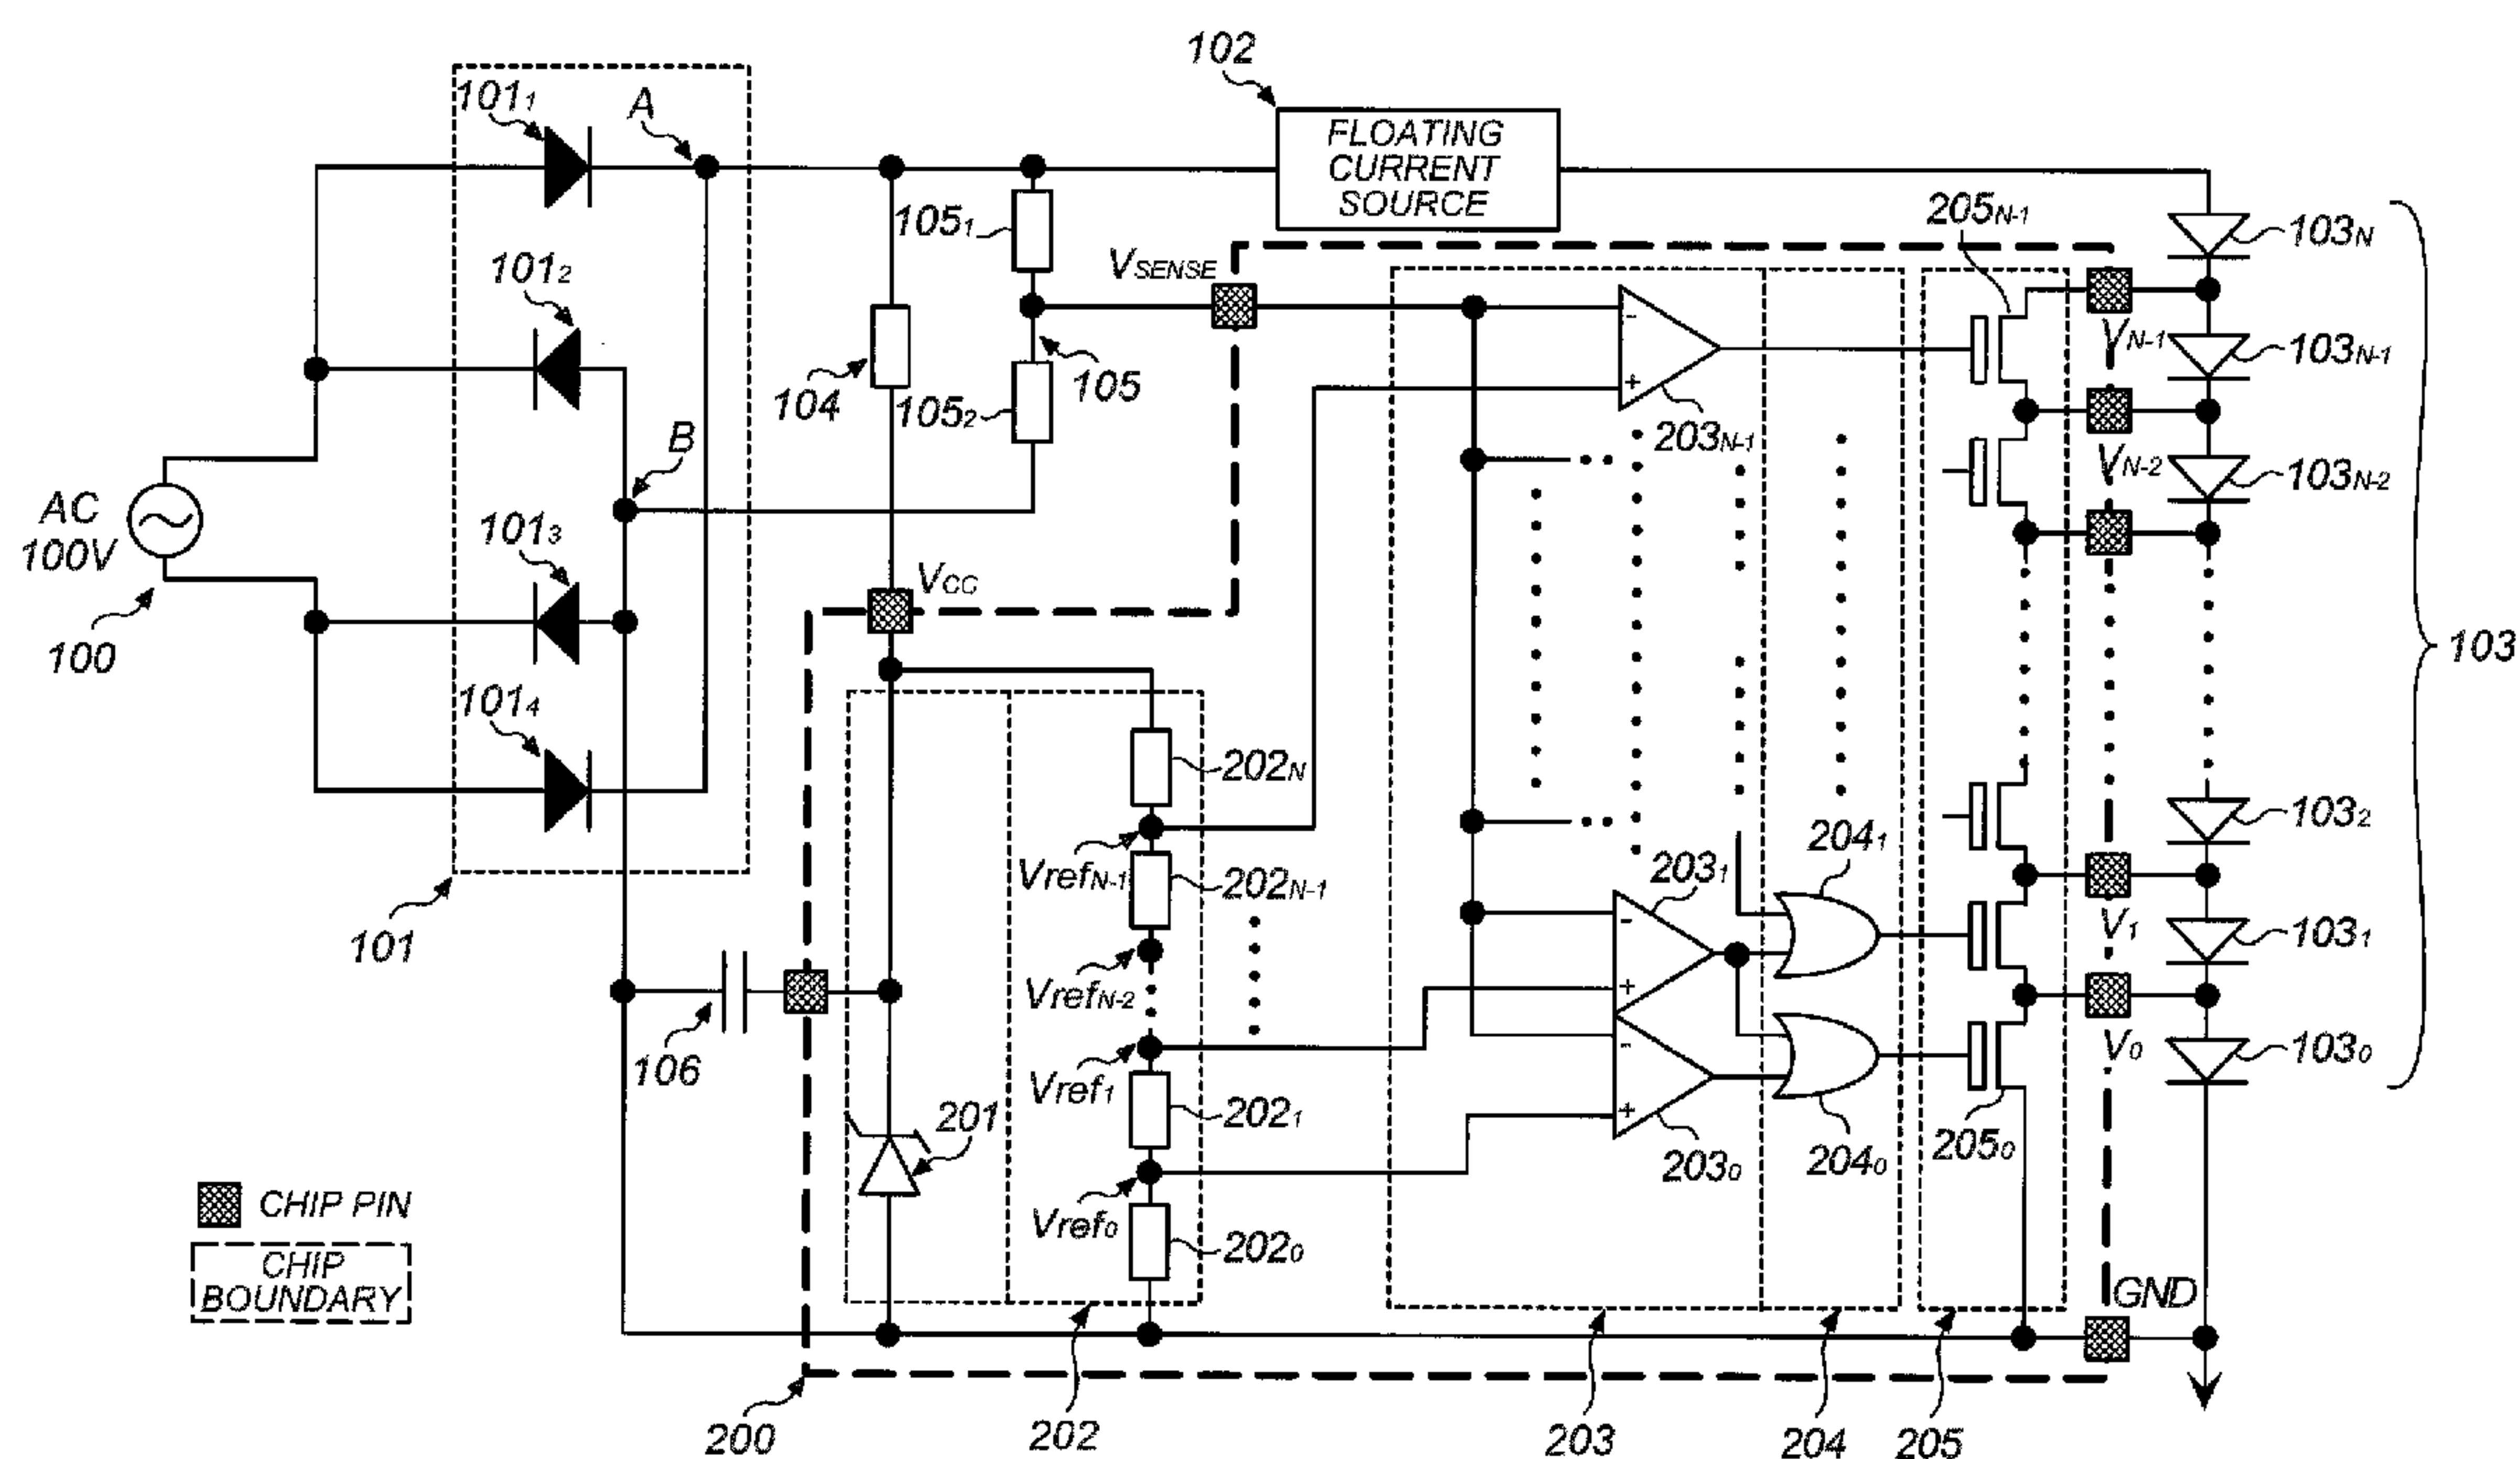 102
101₁
A
FLOATING
CURRENT
SOURCE
105₁
205N-1
103N
101₂
VSENSE
-
+
VN-1
103N-1
104
105₂
105
203N-1
B
VN-2
103N-2
AC
100V
101₃
VCC
100
103
101₄
202N
103₂
204₁
VrefN-1
202N-1
203₁
-
V₁
103₁
101
VrefN-2
+
106
-
V₀
103₀
Vref₁
201
202₁
+
203₀
204₀
205₀
CHIP PIN
Vref₀
202₀
CHIP
BOUNDARY
GND
200
202
203
204
205